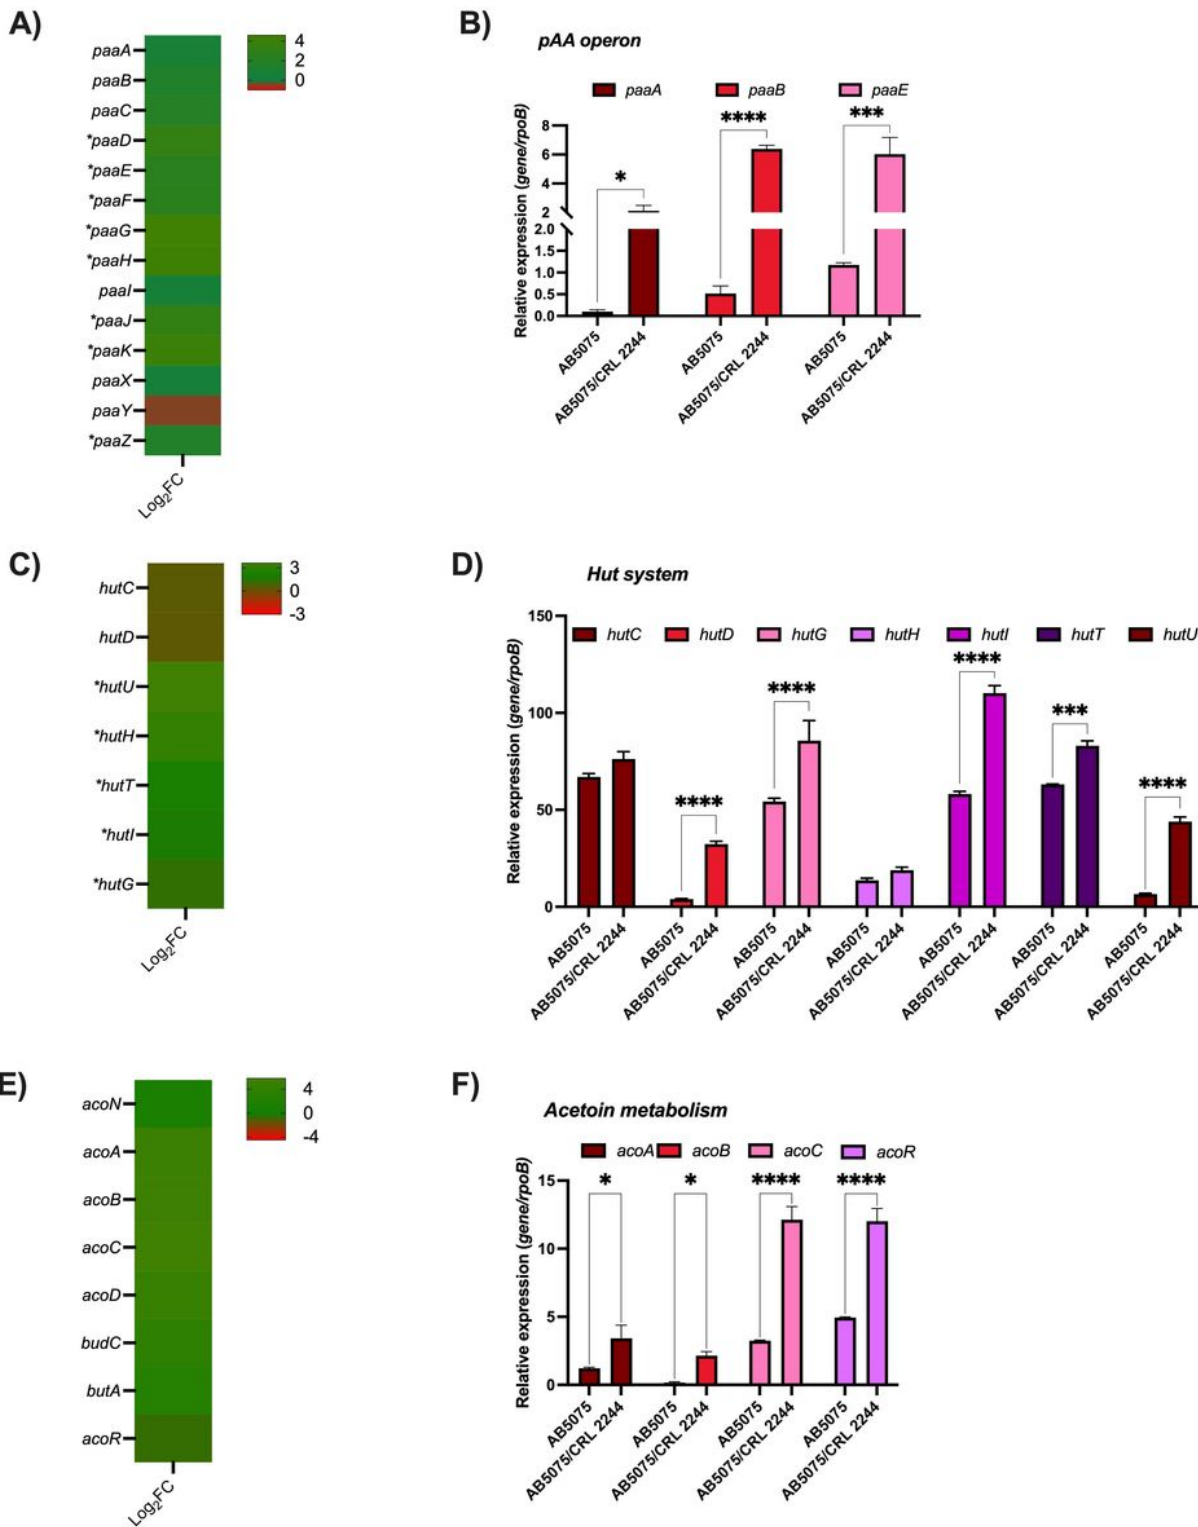 A)
paaA
paaB
paaC
*paaD
*paaE
*paaF
*paaG
*paaH
paaI
*paaJ
*paaK
paaX
paaY
*paaZ
Log2FC
4
2
0
B)
pAA operon
paaA paaB paaE
Relative expression (gene/rpoB)
8
6
4
2
2.0
1.5
1.0
0.5
0.0
* **** ***
AB5075 AB5075/CRL 2244 AB5075 AB5075/CRL 2244 AB5075 AB5075/CRL 2244
C)
hutC
hutD
*hutU
*hutH
*hutT
*hutI
*hutG
Log2FC
3
0
-3
D)
Hut system
hutC hutD hutG hutH hutI hutT hutU
Relative expression (gene/rpoB)
150
100
50
0
**** **** **** *** ****
AB5075 AB5075/CRL 2244 AB5075 AB5075/CRL 2244 AB5075 AB5075/CRL 2244 AB5075 AB5075/CRL 2244 AB5075 AB5075/CRL 2244 AB5075 AB5075/CRL 2244 AB5075 AB5075/CRL 2244
E)
acoN
acoA
acoB
acoC
acoD
budC
butA
acoR
Log2FC
4
0
-4
F)
Acetoin metabolism
acoA acoB acoC acoR
Relative expression (gene/rpoB)
15
10
5
0
* * **** ****
AB5075 AB5075/CRL 2244 AB5075 AB5075/CRL 2244 AB5075 AB5075/CRL 2244 AB5075 AB5075/CRL 2244